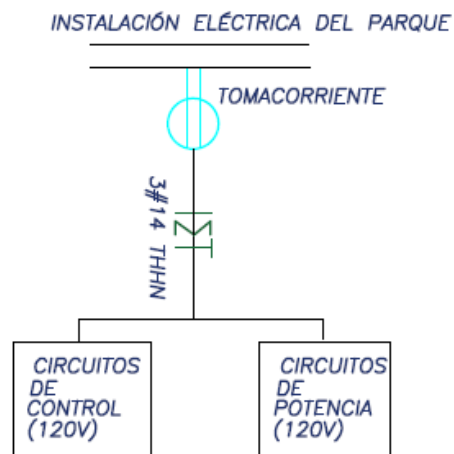 INSTALACIÓN ELÉCTRICA DEL PARQUE
TOMACORRIENTE
3#14 THHN
CIRCUITOS
DE
CONTROL
(120V)
CIRCUITOS
DE
POTENCIA
(120V)